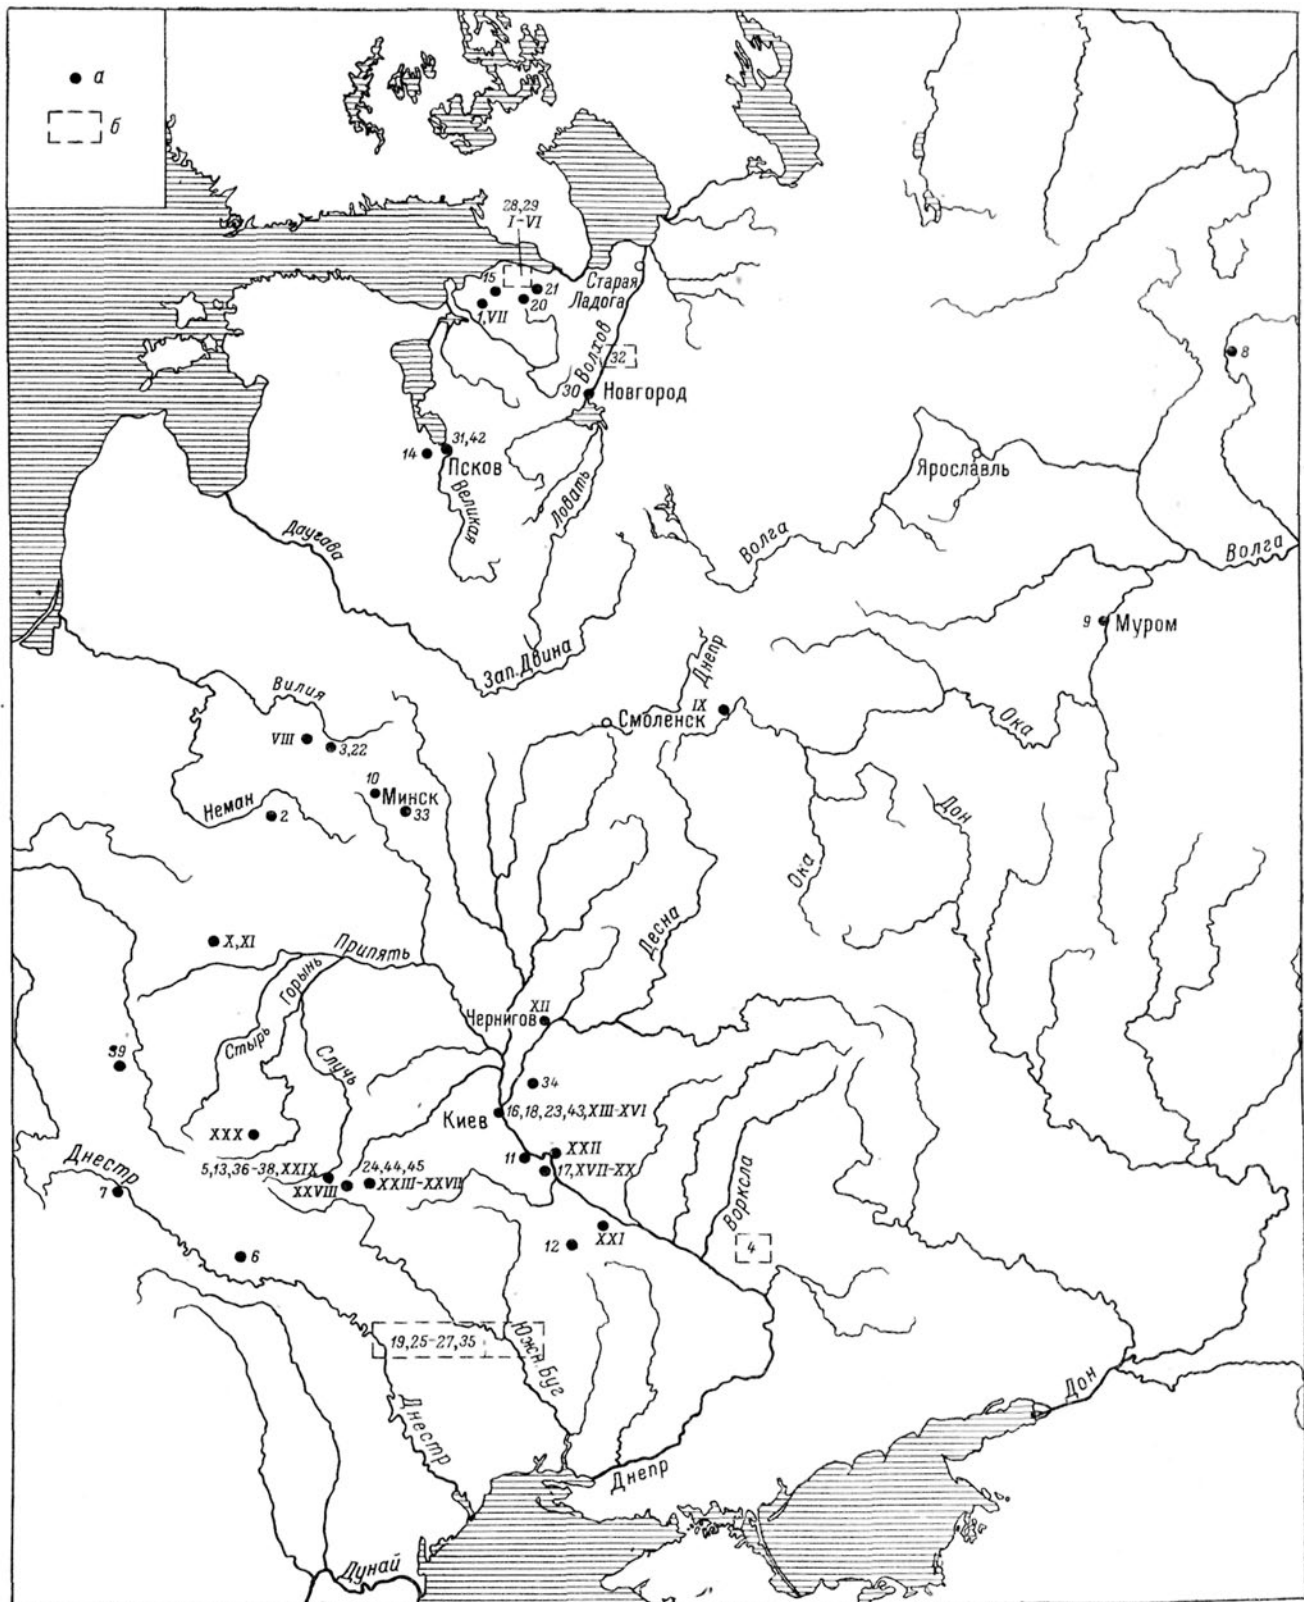 а
б
28,29
I-VI
15
21
20
1,VII
Старая
Ладога
Волхов
32
30
Новгород
8
31,42
14
Псков
Великая
Ловать
Ярославль
Волга
Волга
Даугава
Зап. Двина
Днепр
9
Муром
Вилия
VIII
3,22
IX
Смоленск
Ока
10
Минск
33
Неман
2
Дон
Ока
Десна
X,XI
Припять
Горынь
Стырь
Случь
XII
Чернигов
39
34
Киев
16,18,23,43,XIII-XVI
XXX
11
XXII
17,XVII-XX
Днестр
5,13,36-38,XXIX
24,44,45
XXVIII
XXIII-XXVII
7
Ворксла
6
12
XXI
4
19,25-27,35
Южн.Буг
Днестр
Дон
Днепр
Дунай